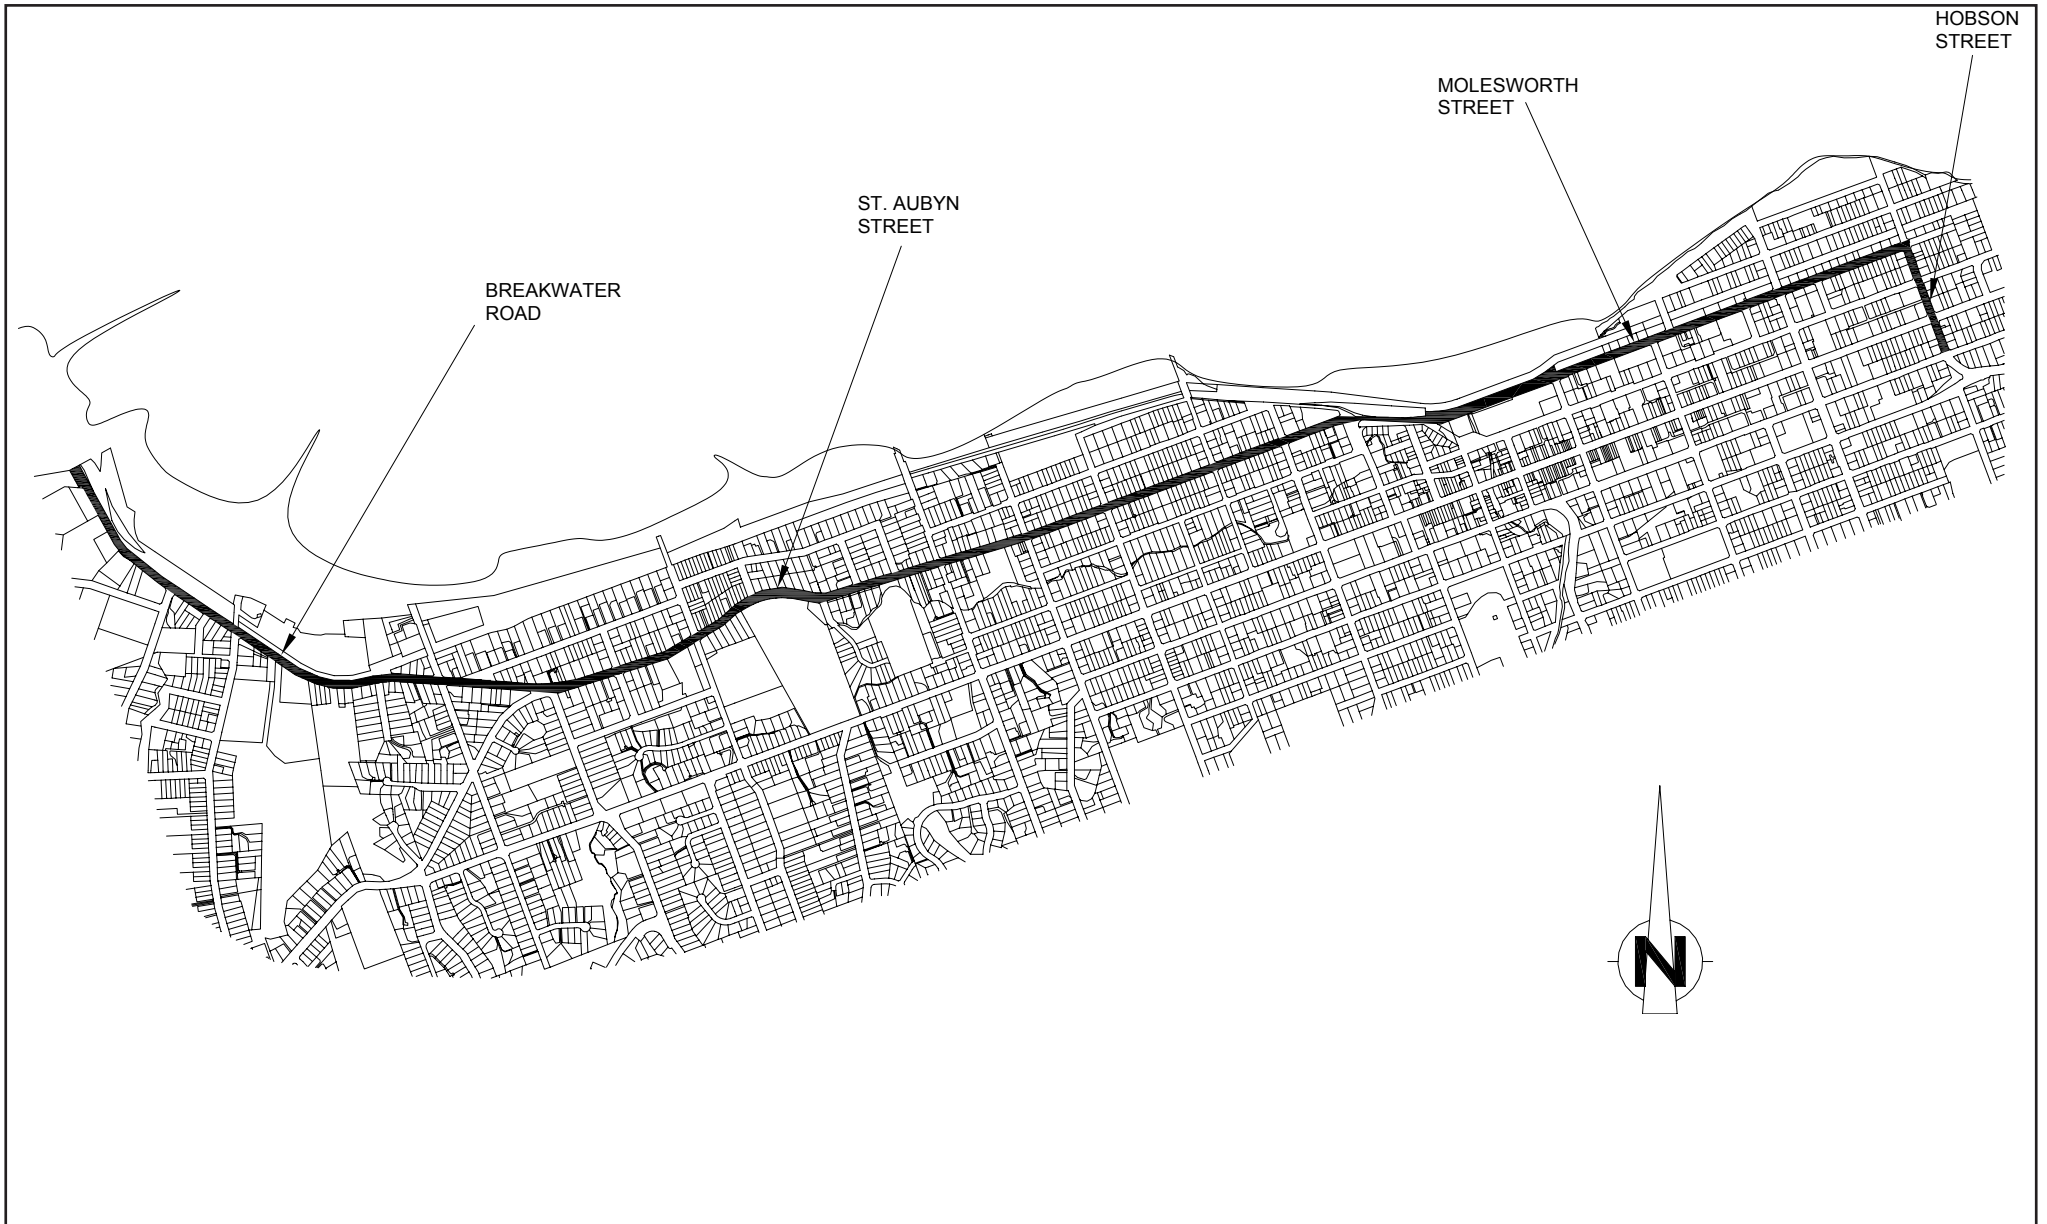 HOBSON
STREET
MOLESWORTH
STREET
ST. AUBYN
STREET
BREAKWATER
ROAD
N